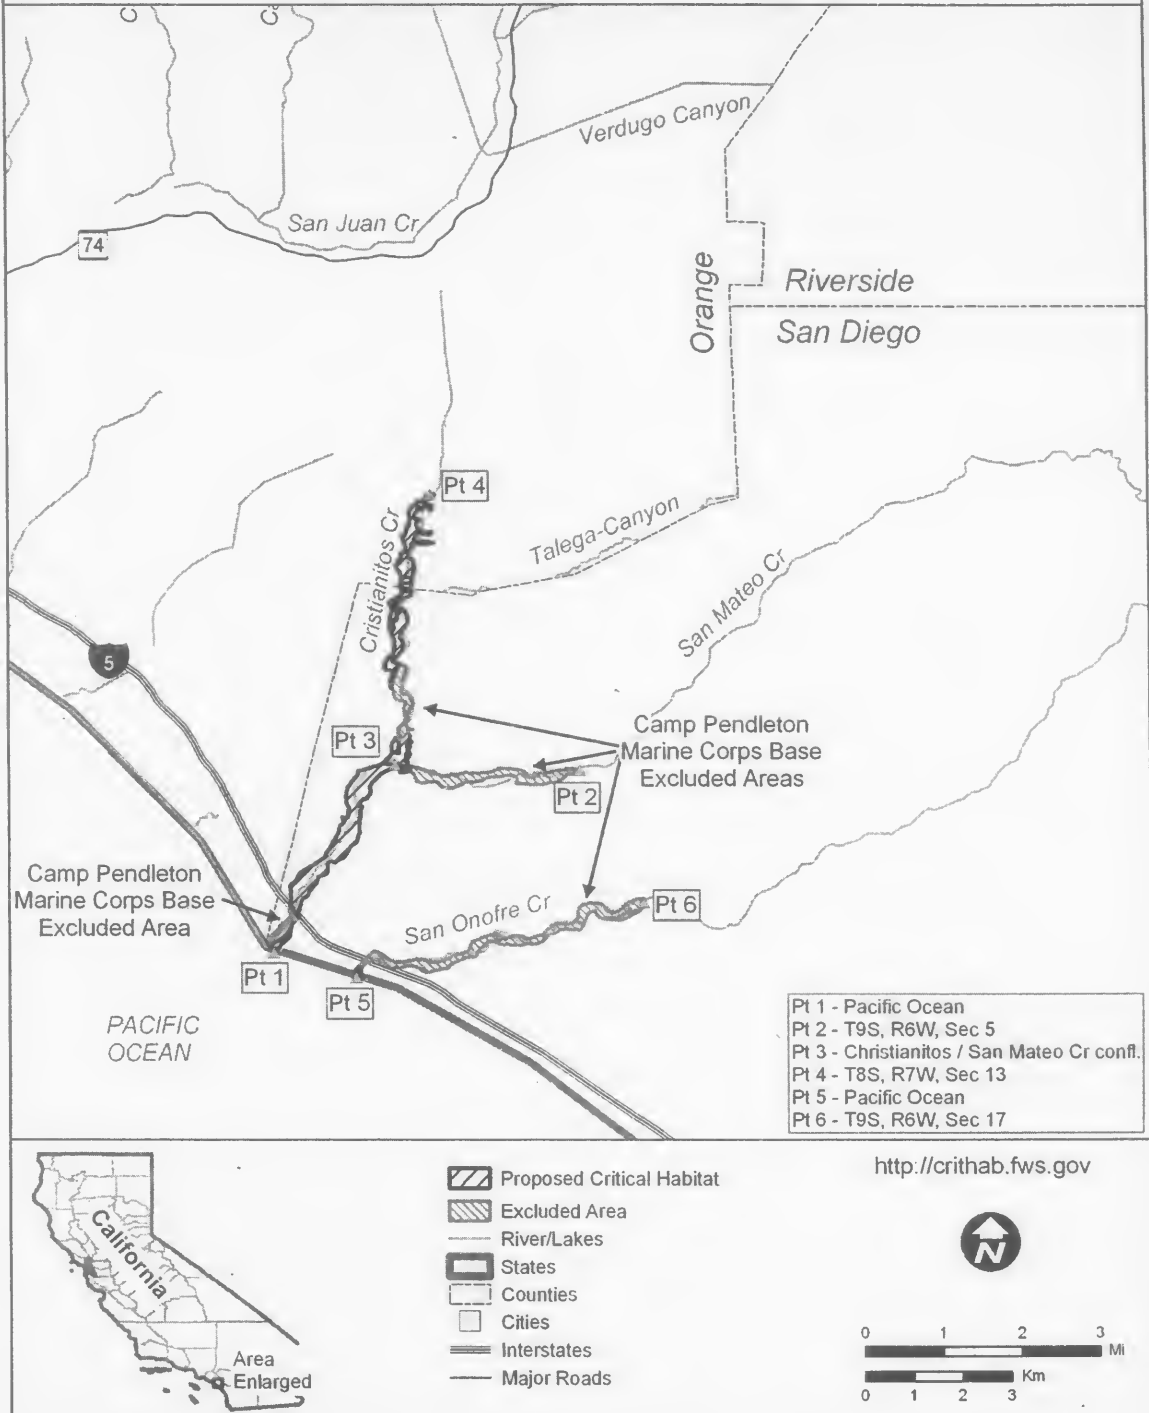 C
Ca
Verdugo Canyon
San Juan Cr
74
Orange
Riverside
San Diego
Pt 4
Cristianitos Cr
Talega-Canyon
San Mateo Cr
5
Camp Pendleton
Marine Corps Base
Excluded Areas
Pt 3
Pt 2
Camp Pendleton
Marine Corps Base
Excluded Area
San Onofre Cr
Pt 6
Pt 1
Pt 5
PACIFIC
OCEAN
Pt 1 - Pacific Ocean
Pt 2 - T9S, R6W, Sec 5
Pt 3 - Christianitos / San Mateo Cr confl.
Pt 4 - T8S, R7W, Sec 13
Pt 5 - Pacific Ocean
Pt 6 - T9S, R6W, Sec 17
California
Area
Enlarged
Proposed Critical Habitat
Excluded Area
River/Lakes
States
Counties
Cities
Interstates
Major Roads
http://crithab.fws.gov
N
0 1 2 3
Mi
Km
0 1 2 3